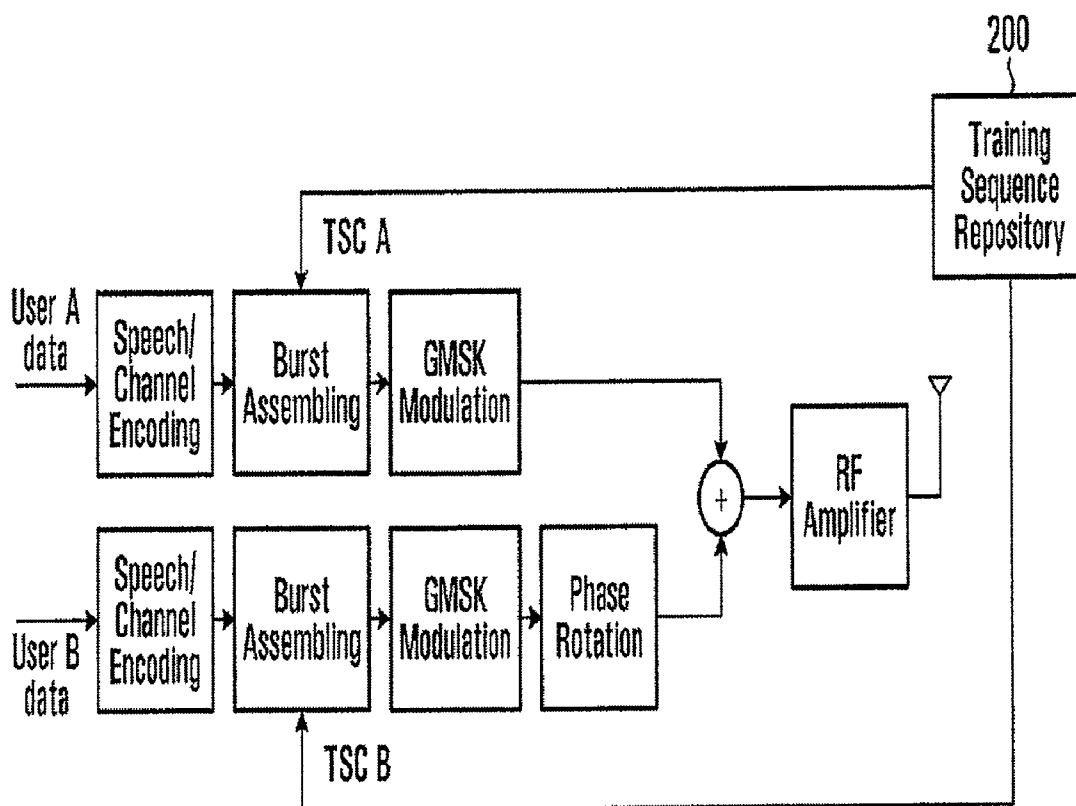 200
Training
Sequence
Repository
TSC A
User A
data
Speech/
Channel
Encoding
Burst
Assembling
GMSK
Modulation
+
RF
Amplifier
User B
data
Speech/
Channel
Encoding
Burst
Assembling
GMSK
Modulation
Phase
Rotation
TSC B